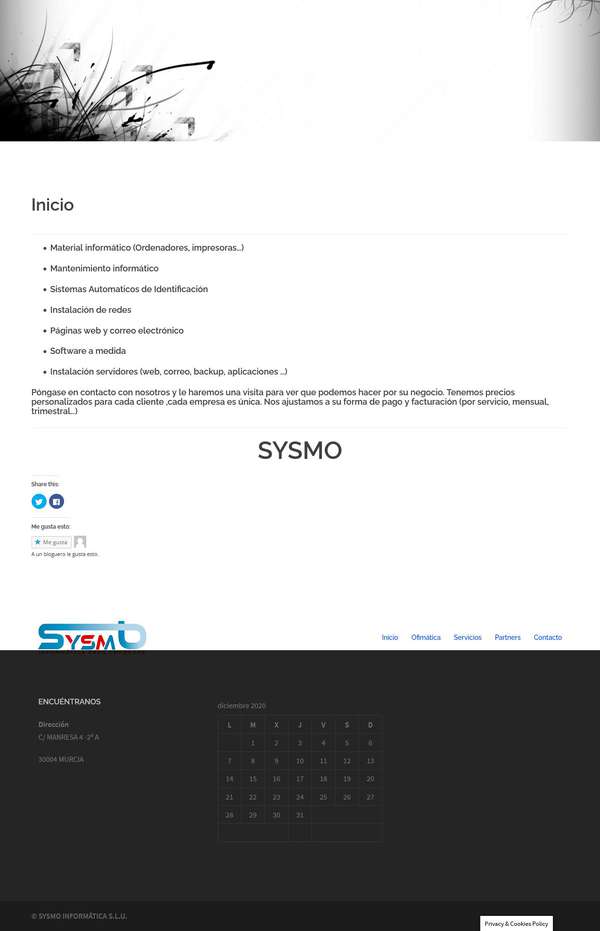 Inicio
Material informático (Ordenadores, impresoras...)
Mantenimiento informático
Sistemas Automaticos de Identificación
Instalación de redes
Páginas web y correo electrónico
Software a medida
Instalación servidores (web, correo, backup, aplicaciones ...)
Póngase en contacto con nosotros y le haremos una visita para ver que podemos hacer por su negocio. Tenemos precios
personalizados para cada cliente ,cada empresa es única. Nos ajustamos a su forma de pago y facturación (por servicio, mensual,
trimestral...)
SYSMO
Share this:
Me gusta esto:
Me gusta
A un bloguero le gusta esto.
SYSMO
Inicio Ofimática Servicios Partners Contacto
ENCUÉNTRANOS
Dirección
C/ MANRESA 4 -2º A
30004 MURCIA
diciembre 2020
L M X J V S D
1 2 3 4 5 6
7 8 9 10 11 12 13
14 15 16 17 18 19 20
21 22 23 24 25 26 27
28 29 30 31
© SYSMO INFORMÁTICA S.L.U.
Privacy & Cookies Policy